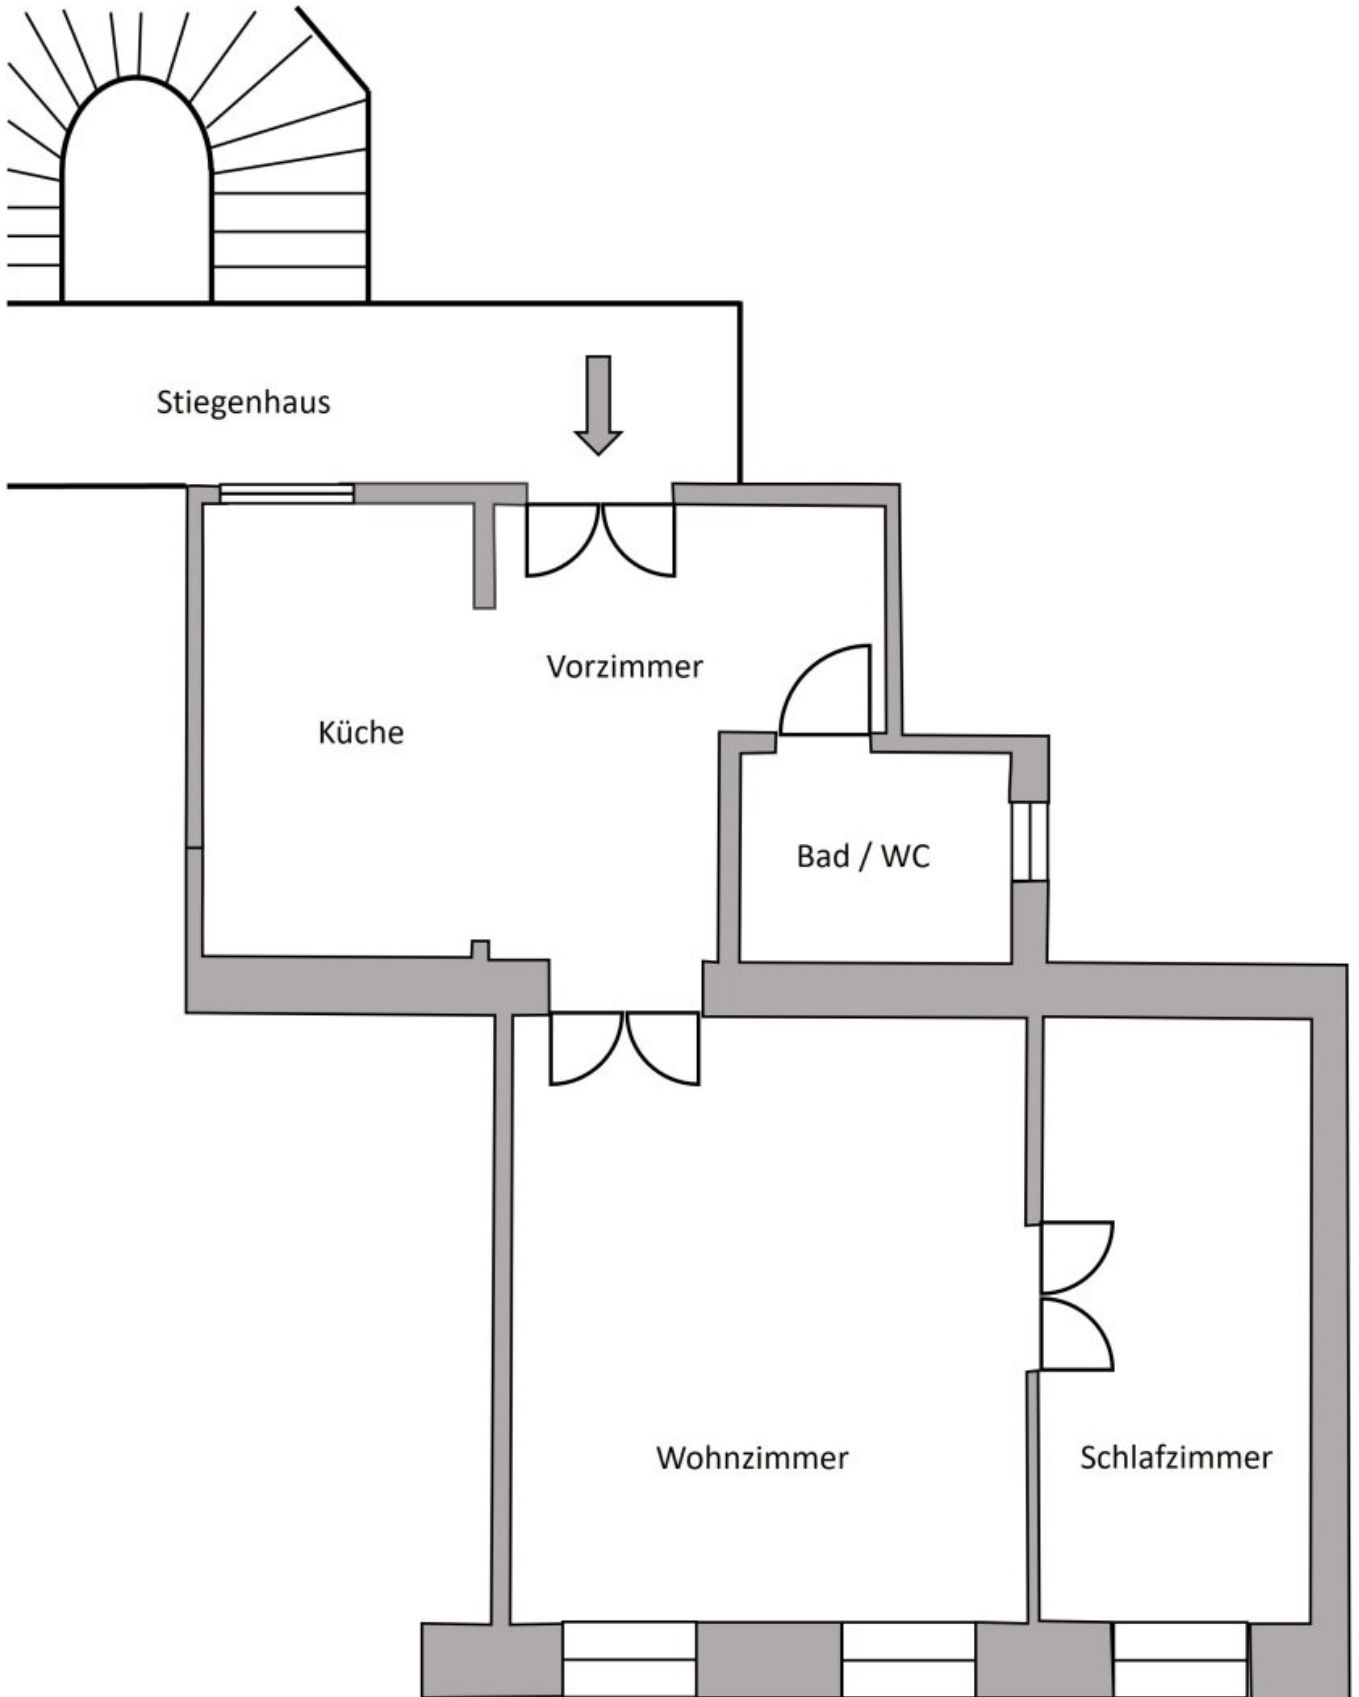 Stiegenhaus
Vorzimmer
Küche
Bad / WC
Wohnzimmer
Schlafzimmer